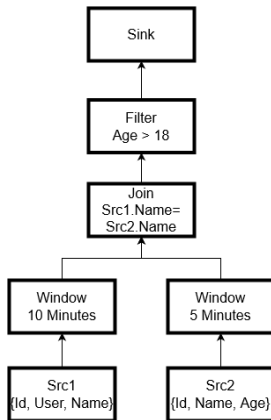 Sink
Filter
Age > 18
Join
Src1.Name=
Src2.Name
Window
10 Minutes
Window
5 Minutes
Src1
{Id, User, Name}
Src2
{Id, Name, Age}